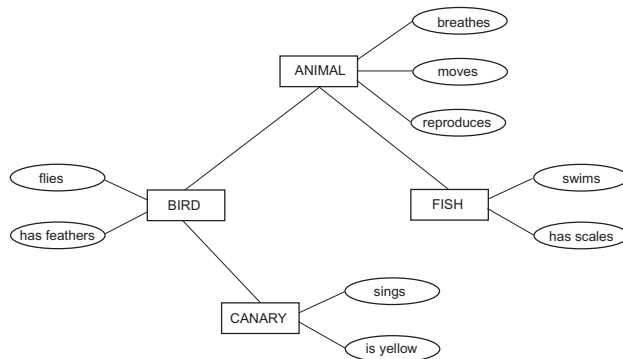 breathes
ANIMAL
moves
reproduces
flies
BIRD
has feathers
swims
FISH
has scales
sings
CANARY
is yellow